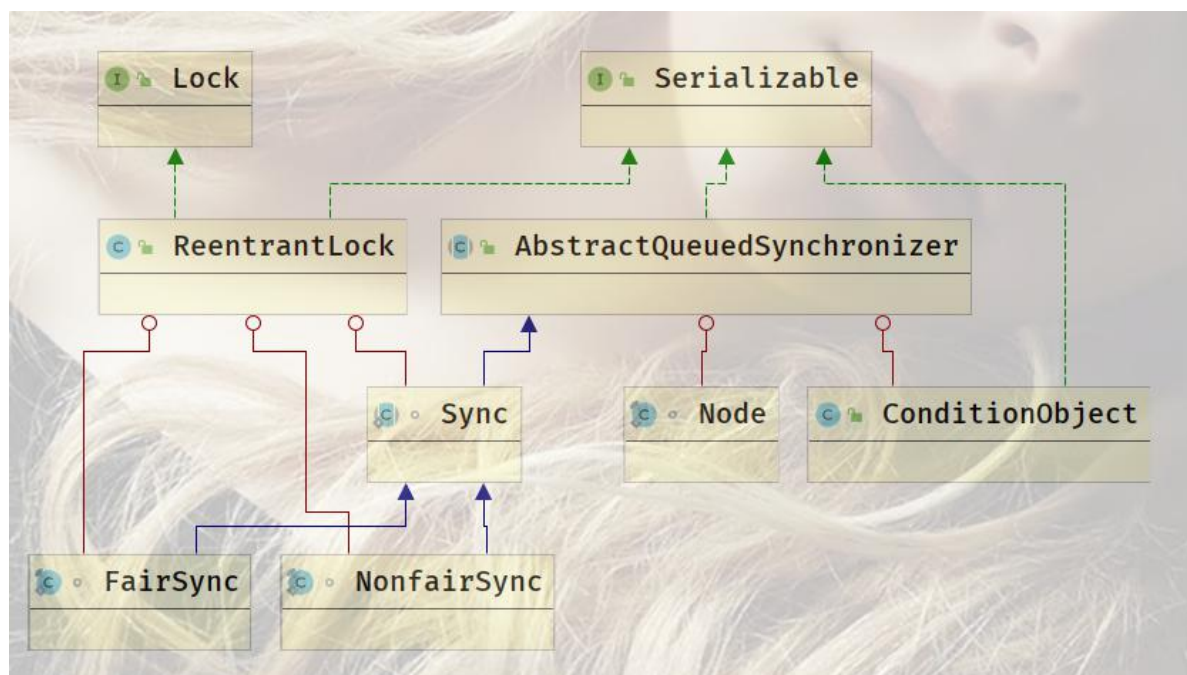 Lock
Serializable
ReentrantLock
AbstractQueuedSynchronizer
Sync
Node
ConditionObject
FairSync
NonfairSync